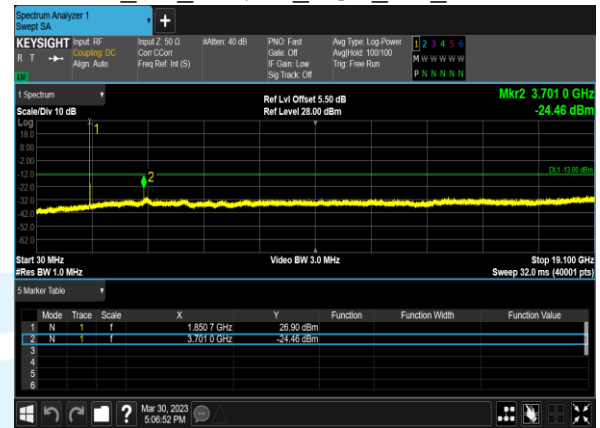 Spectrum Analyzer 1
Swept SA
KEYSIGHT Input: RF Input Z: 50 Ω #Atten: 40 dB PNO: Fast Avg Type: Log-Power 1 2 3 4 5 6
R T Coupling: DC Corr CCorr Gate: Off Avg|Hold: 100/100 M W W W W W
Align: Auto Freq Ref: Int (S) IF Gain: Low Trig: Free Run
Sig Track: Off P N N N N N
1 Spectrum
Ref Lvl Offset 5.50 dB Mkr2 3.701 0 GHz
Scale/Div 10 dB Ref Level 28.00 dBm -24.46 dBm
Log
1
18.0
8.00
-2.00
DL1 -13.00 dBm
-12.0
2
-22.0
-32.0
-42.0
-52.0
-62.0
Start 30 MHz Video BW 3.0 MHz Stop 19.100 GHz
#Res BW 1.0 MHz Sweep 32.0 ms (40001 pts)
5 Marker Table
Mode Trace Scale X Y Function Function Width Function Value
1 N 1 f 1.850 7 GHz 26.90 dBm
2 N 1 f 3.701 0 GHz -24.46 dBm
3
4
5
6
Mar 30, 2023
5:06:52 PM